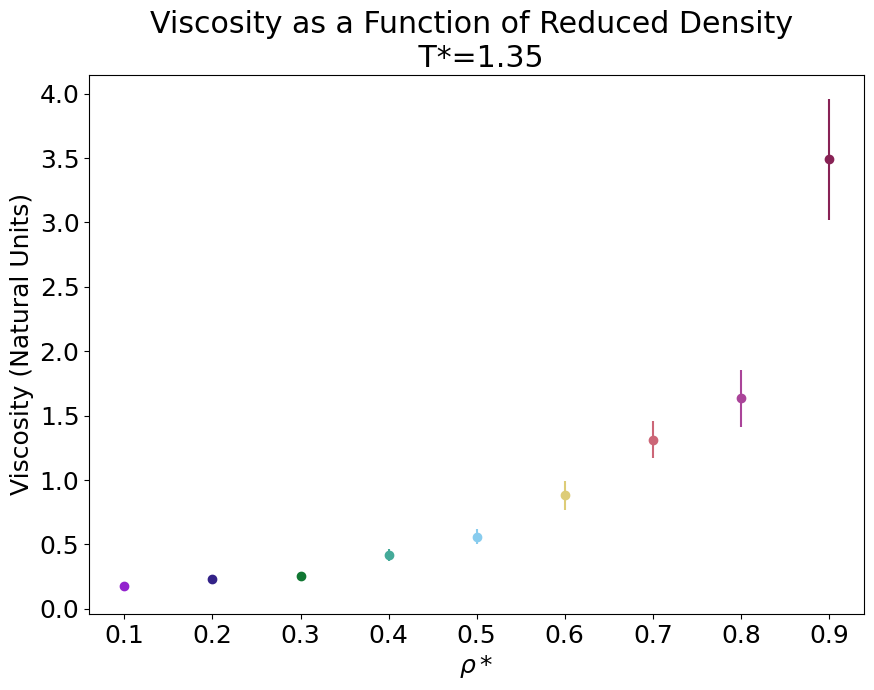 Viscosity as a Function of Reduced Density
T*=1.35
Viscosity (Natural Units)
4.0
3.5
3.0
2.5
2.0
1.5
1.0
0.5
0.0
0.1 0.2 0.3 0.4 0.5 0.6 0.7 0.8 0.9
ρ*